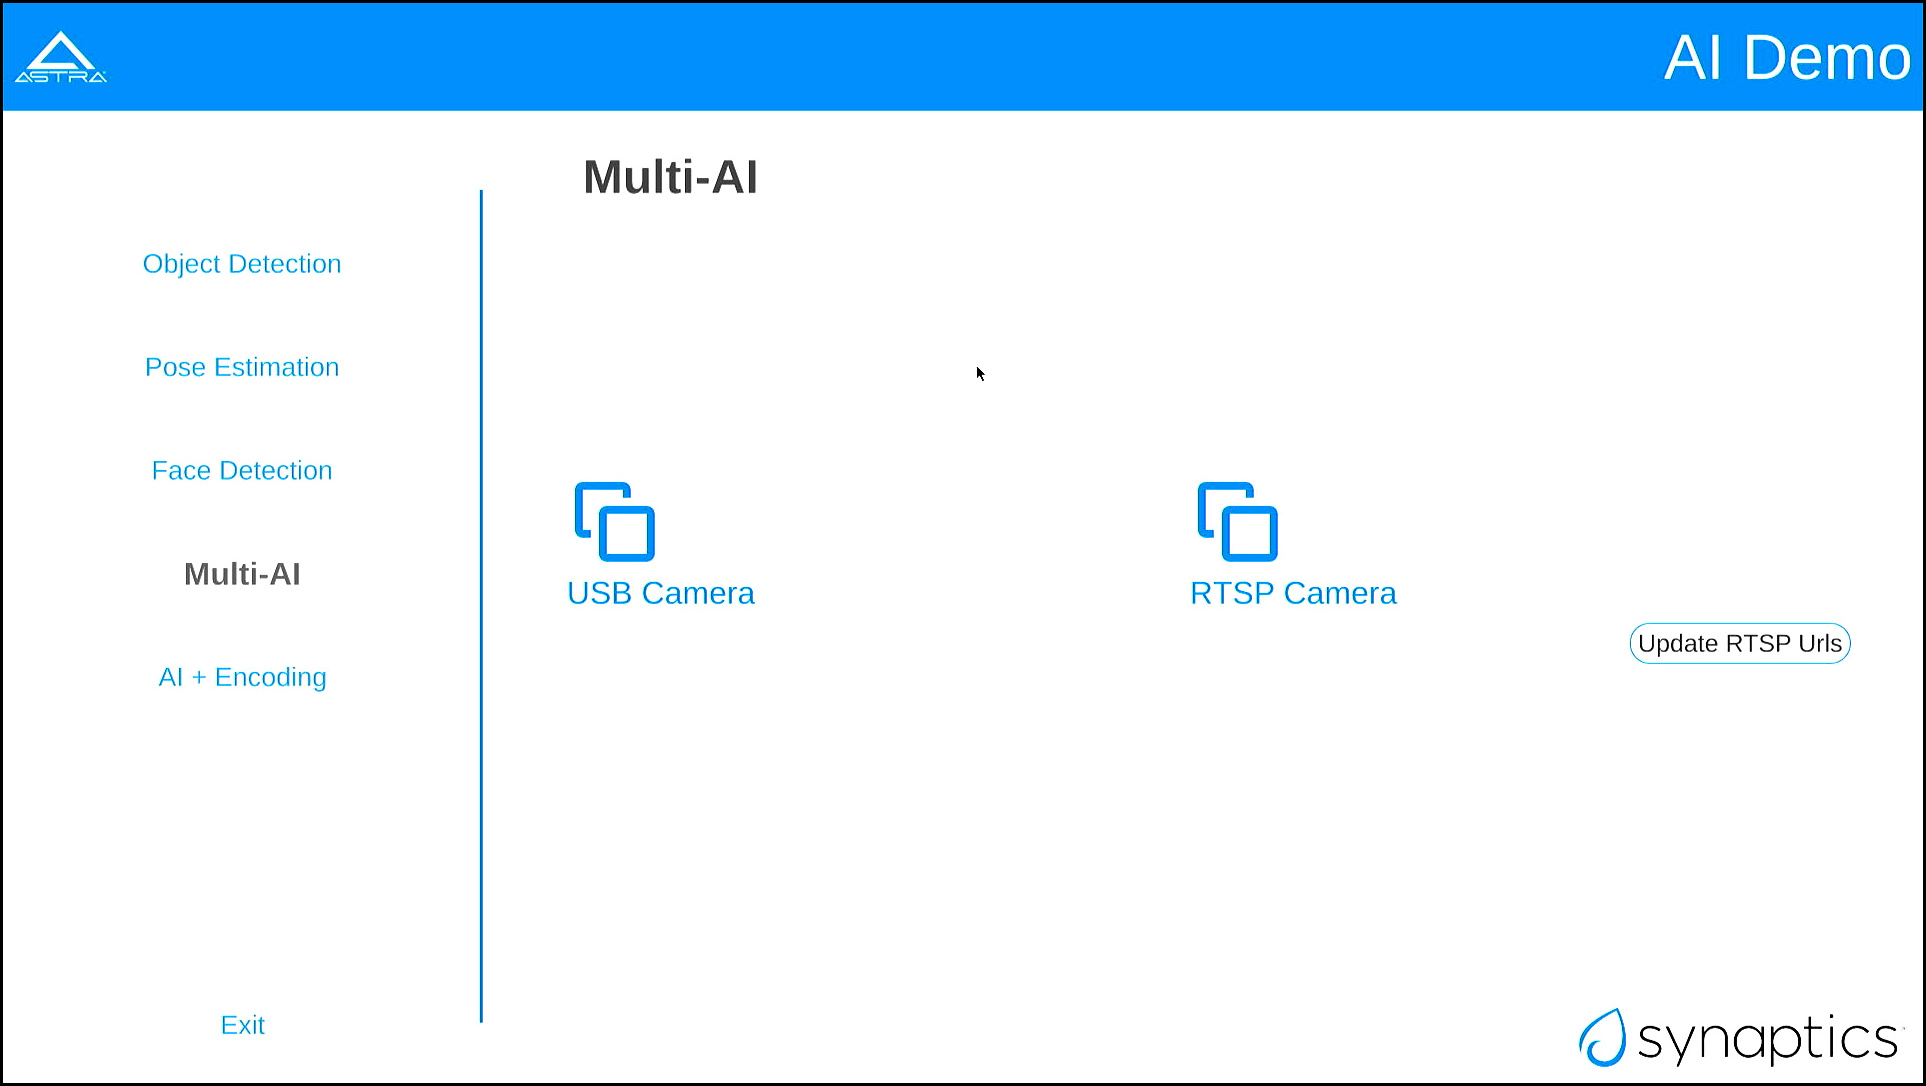 ASTRA
AI Demo
Multi-AI
Object Detection
Pose Estimation
Face Detection
Multi-AI
AI + Encoding
Exit
USB Camera
RTSP Camera
Update RTSP Urls
synaptics